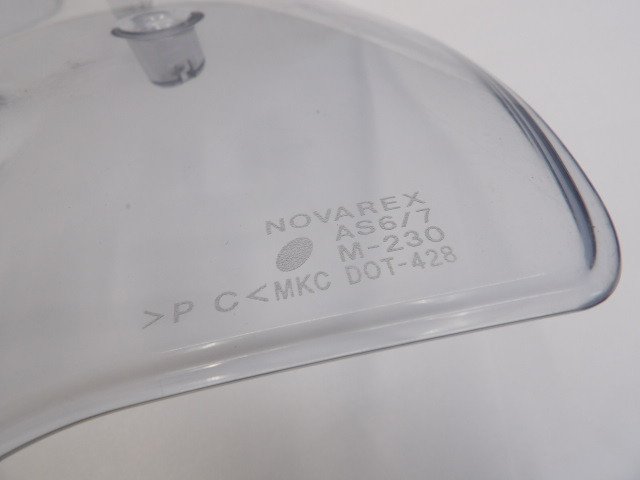 NOVAREX
AS6/7
M-230
>P C< MKC DOT-428